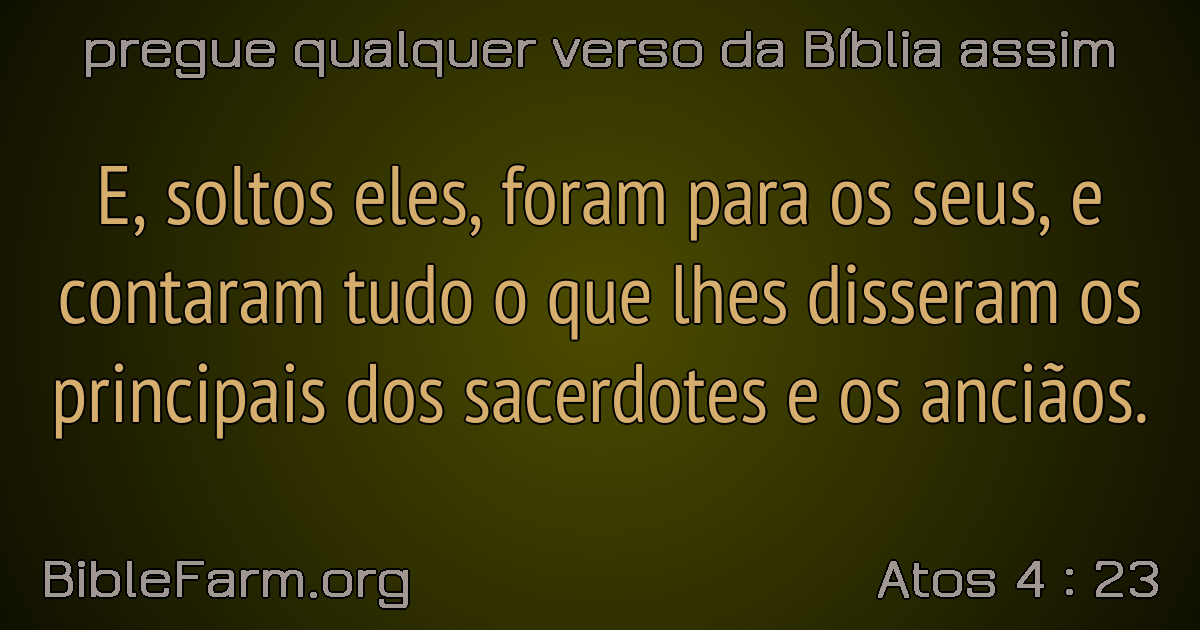 pregue qualquer verso da Bíblia assim
E, soltos eles, foram para os seus, e
contaram tudo o que lhes disseram os
principais dos sacerdotes e os anciãos.
BibleFarm.org
Atos 4 : 23